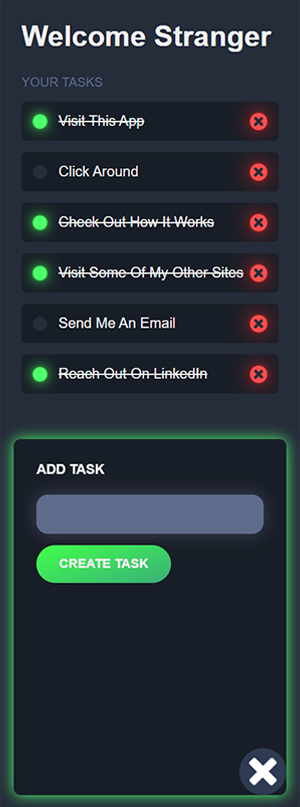 Welcome Stranger
YOUR TASKS
Visit This App
Click Around
Check Out How It Works
Visit Some Of My Other Sites
Send Me An Email
Reach Out On LinkedIn
ADD TASK
CREATE TASK